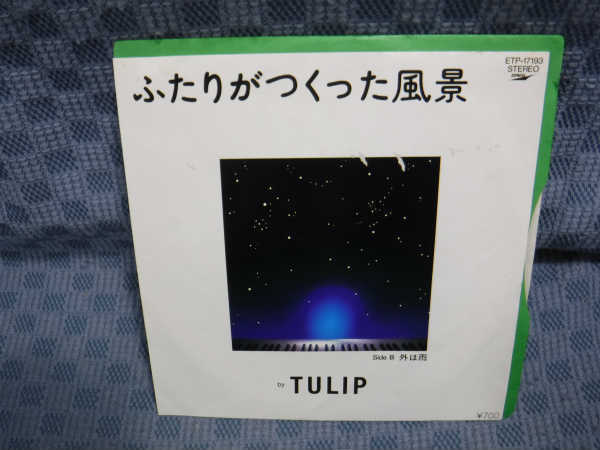 ETP-17193
STEREO
ふたりがつくった風景
Side B 外は雨
by TULIP
¥700